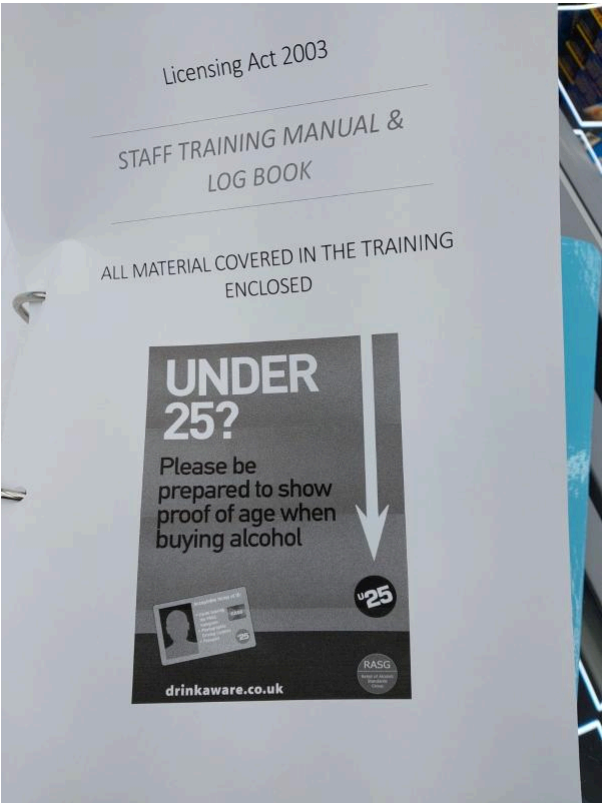 Licensing Act 2003
STAFF TRAINING MANUAL &
LOG BOOK
ALL MATERIAL COVERED IN THE TRAINING
ENCLOSED
UNDER
25?
Please be
prepared to show
proof of age when
buying alcohol
U25
drinkaware.co.uk
RASG